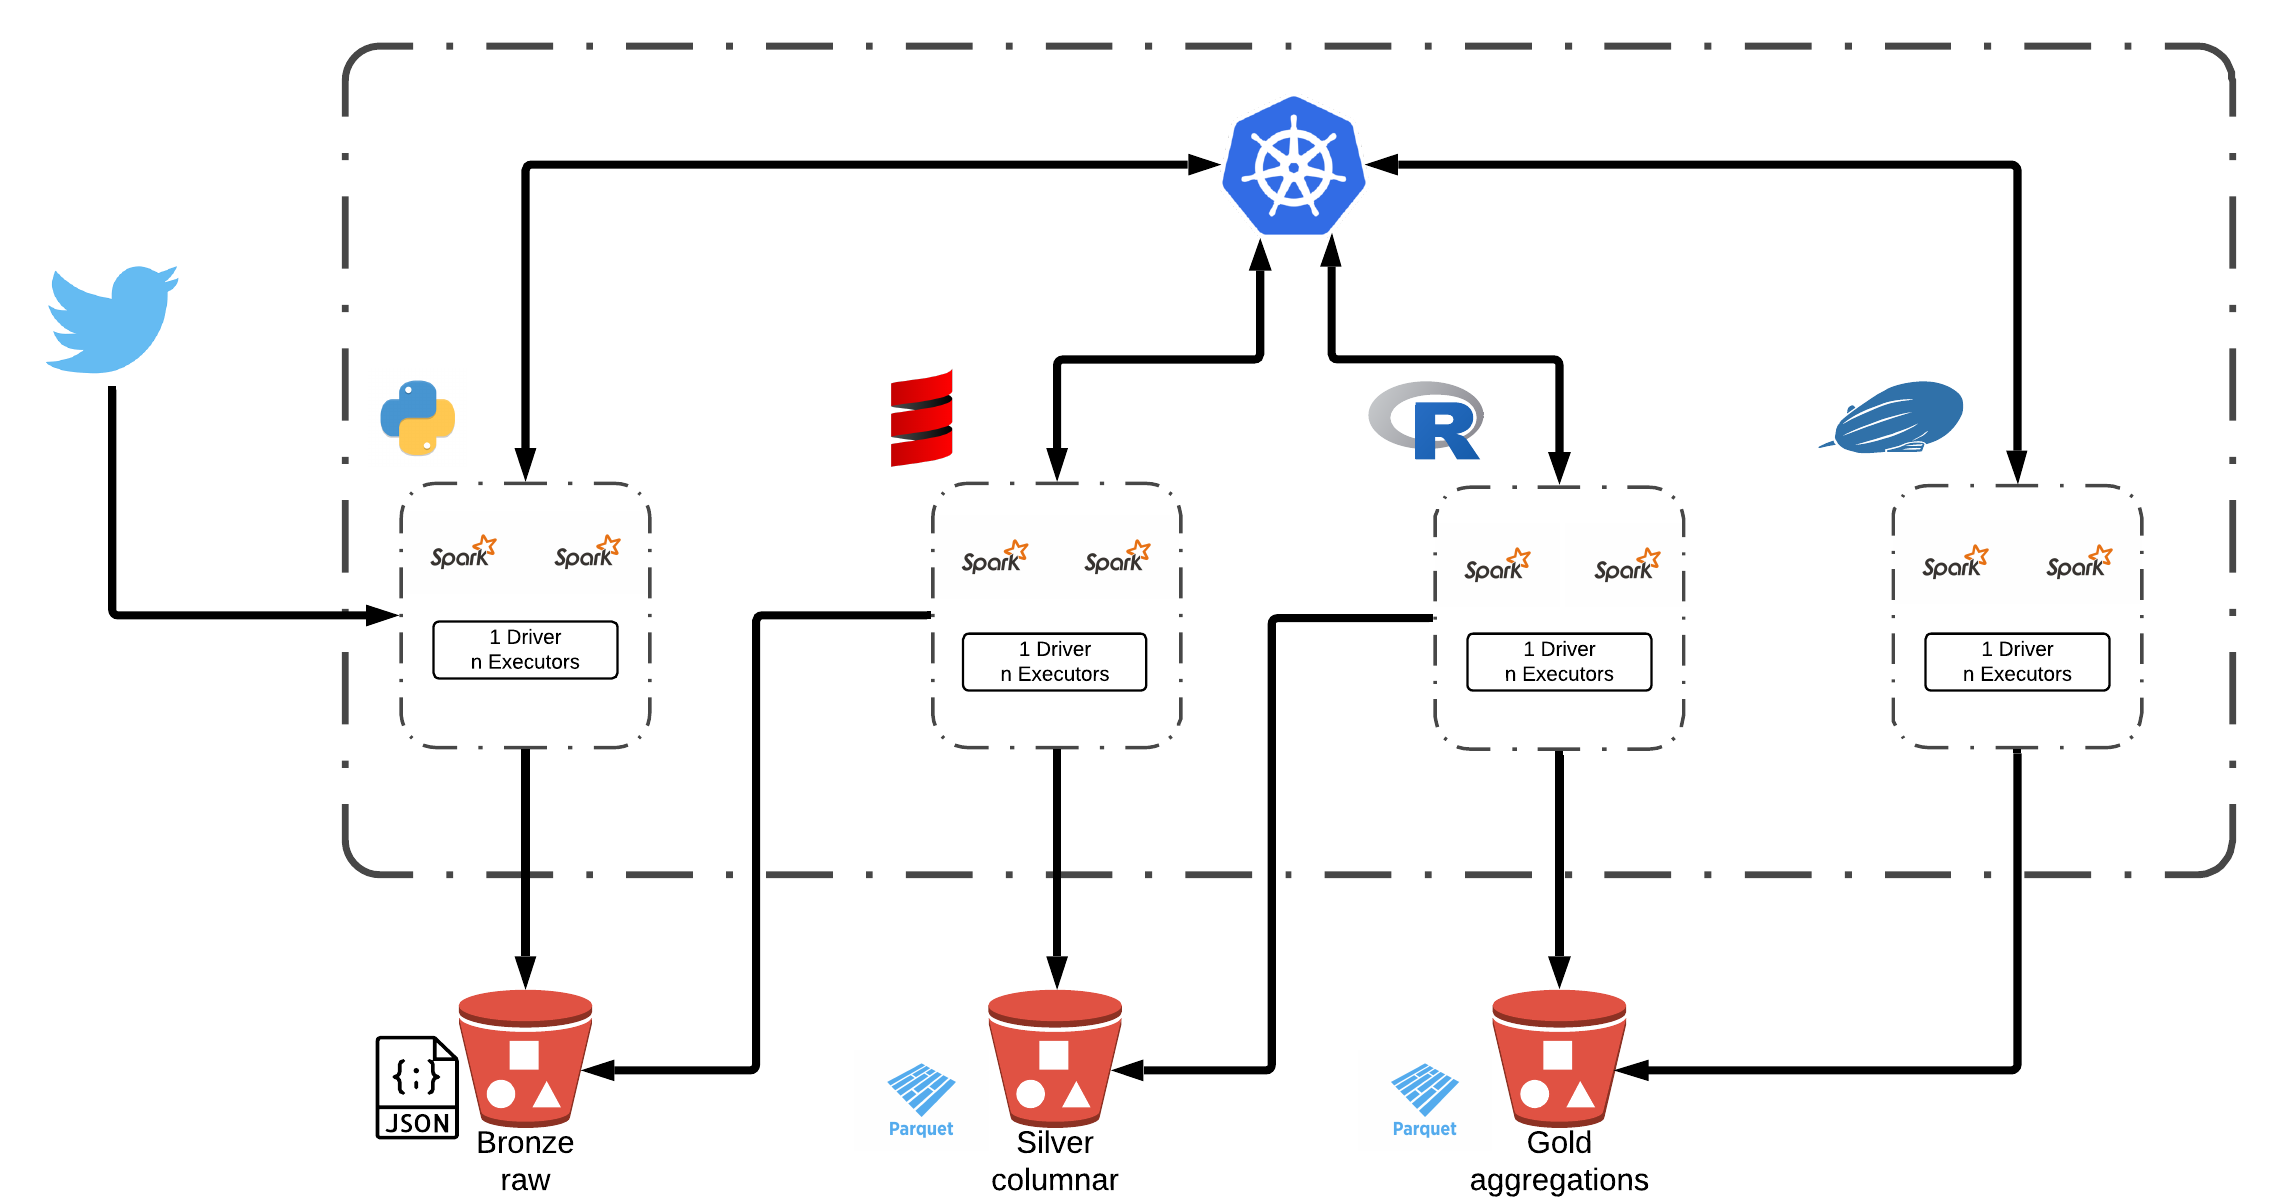 Spark Spark
1 Driver
n Executors
Spark Spark
1 Driver
n Executors
R
Spark Spark
1 Driver
n Executors
Spark Spark
1 Driver
n Executors
{:}
JSON
Bronze
raw
Parquet
Silver
columnar
Parquet
Gold
aggregations